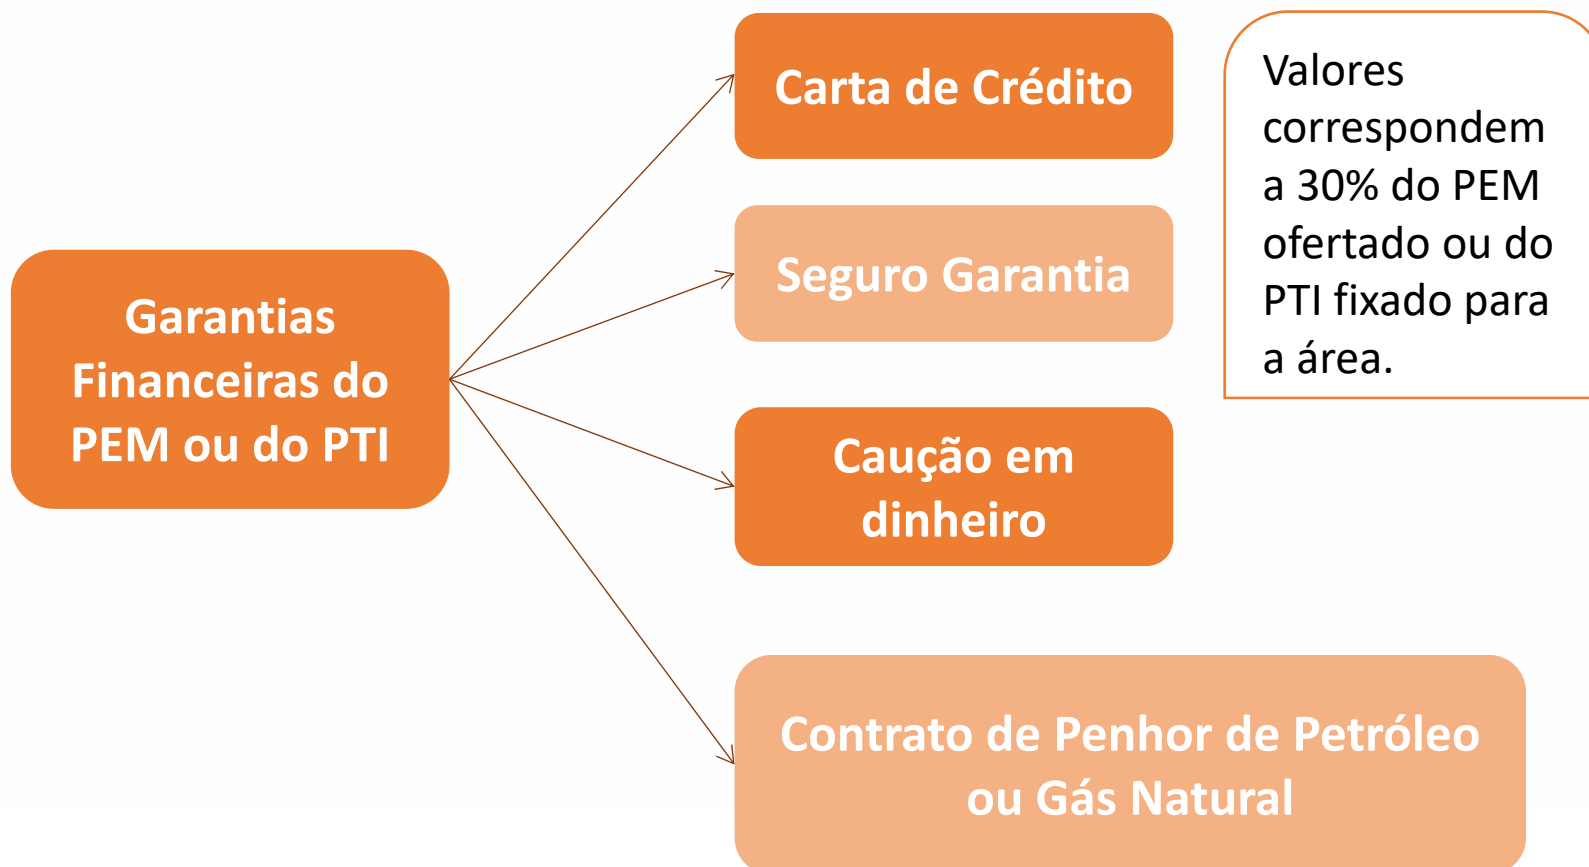 Garantias
Financeiras do
PEM ou do PTI
Carta de Crédito
Seguro Garantia
Caução em
dinheiro
Contrato de Penhor de Petróleo
ou Gás Natural
Valores
correspondem
a 30% do PEM
ofertado ou do
PTI fixado para
a área.